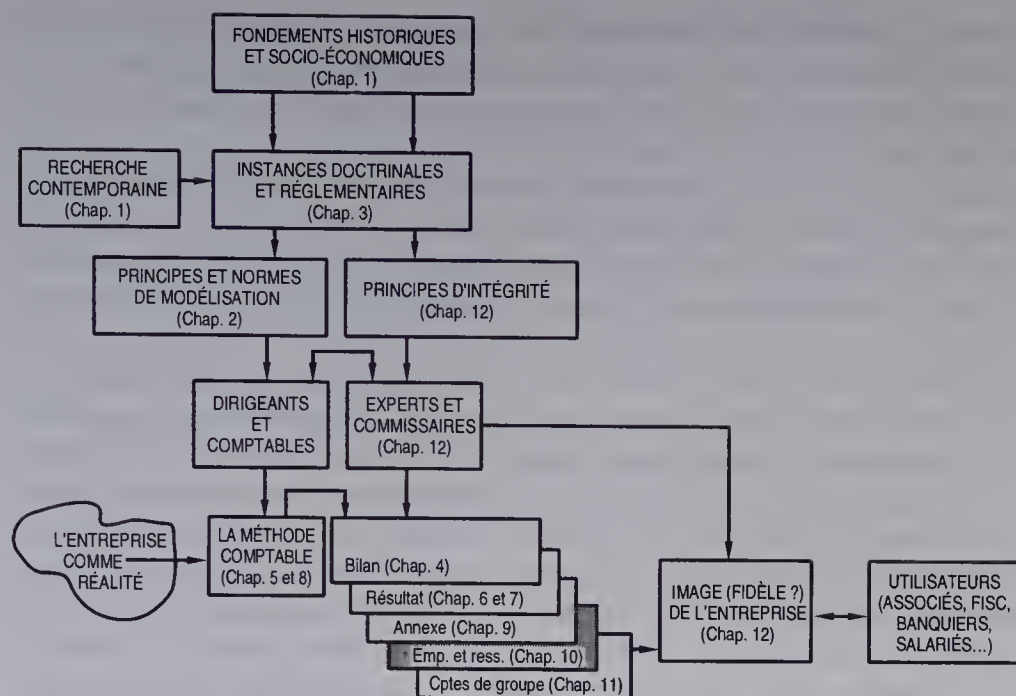 FONDEMENTS HISTORIQUES
ET SOCIO-ÉCONOMIQUES
(Chap. 1)
RECHERCHE
CONTEMPORAINE
(Chap. 1)
INSTANCES DOCTRINALES
ET RÉGLEMENTAIRES
(Chap. 3)
PRINCIPES ET NORMES
DE MODÉLISATION
(Chap. 2)
PRINCIPES D'INTÉGRITÉ
(Chap. 12)
DIRIGEANTS
ET
COMPTABLES
EXPERTS ET
COMMISSAIRES
(Chap. 12)
L'ENTREPRISE
COMME
RÉALITÉ
LA MÉTHODE
COMPTABLE
(Chap. 5 et 8)
Bilan (Chap. 4)
Résultat (Chap. 6 et 7)
Annexe (Chap. 9)
Emp. et ress. (Chap. 10)
Cptes de groupe (Chap. 11)
IMAGE (FIDÈLE ?)
DE L'ENTREPRISE
(Chap. 12)
UTILISATEURS
(ASSOCIÉS, FISC,
BANQUIERS,
SALARIÉS...)